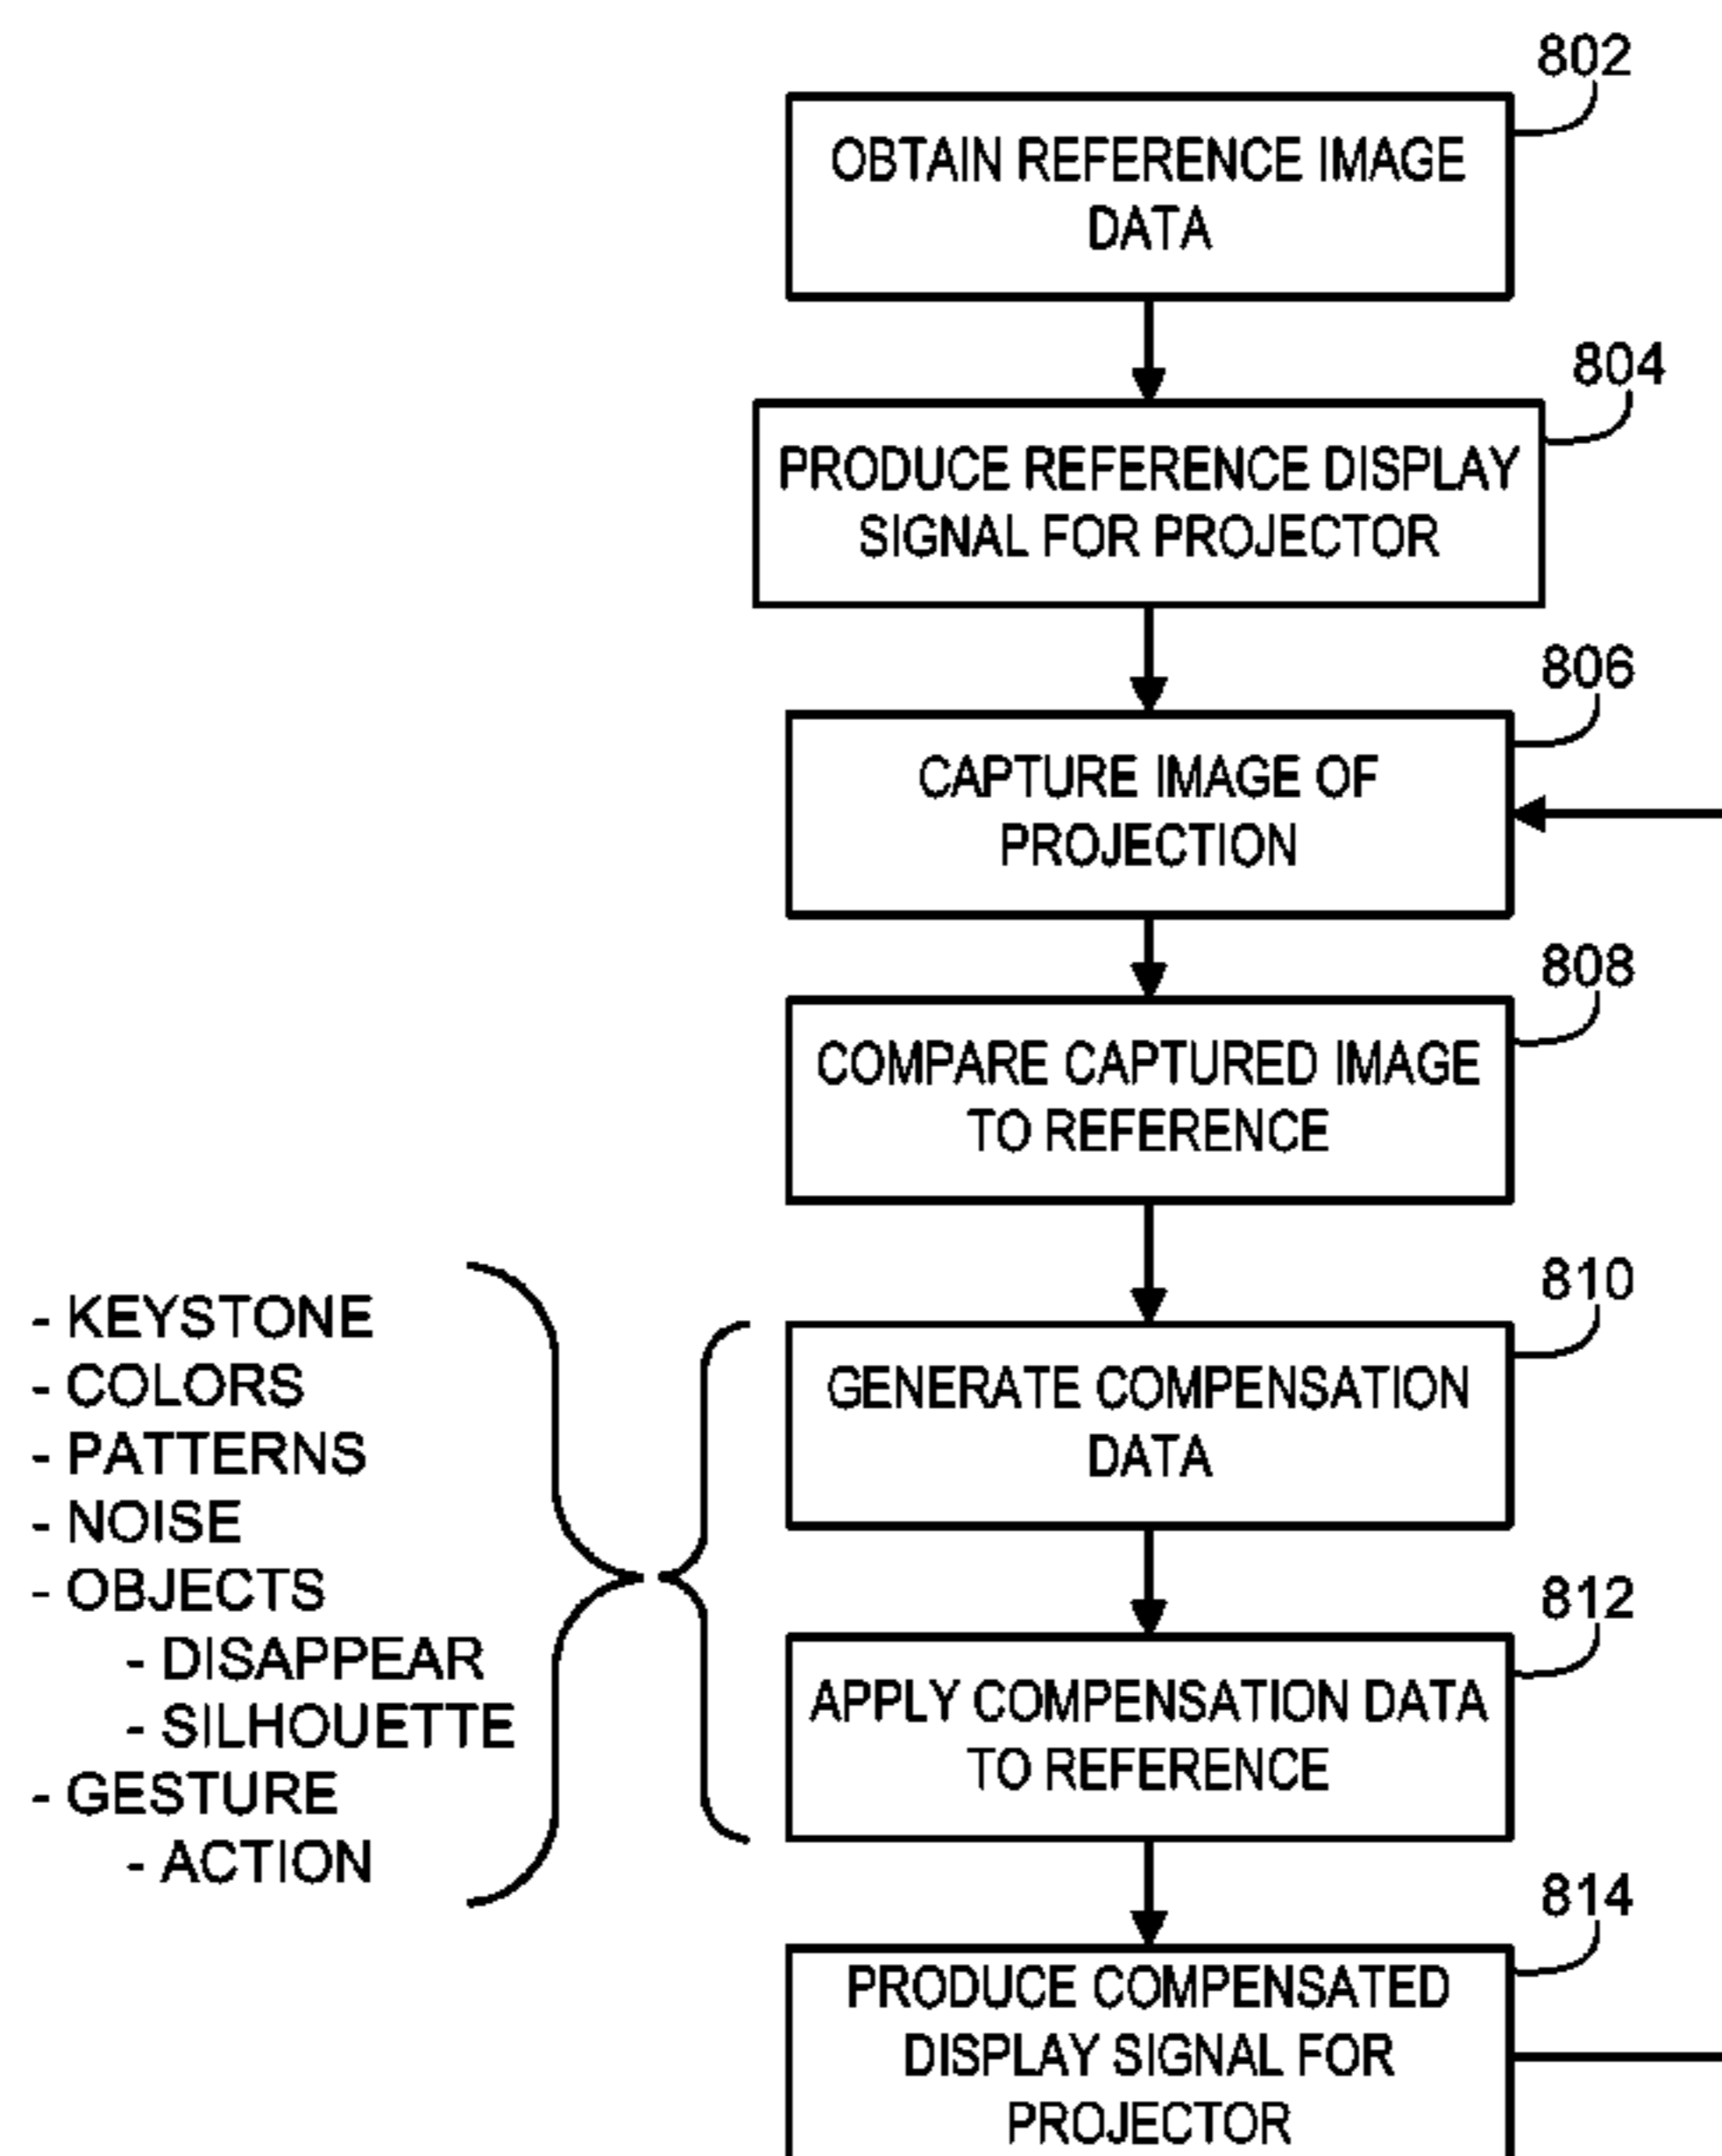 802
OBTAIN REFERENCE IMAGE
DATA
804
PRODUCE REFERENCE DISPLAY
SIGNAL FOR PROJECTOR
806
CAPTURE IMAGE OF
PROJECTION
808
COMPARE CAPTURED IMAGE
TO REFERENCE
810
GENERATE COMPENSATION
DATA
- KEYSTONE
- COLORS
- PATTERNS
- NOISE
- OBJECTS
- DISAPPEAR
- SILHOUETTE
- GESTURE
- ACTION
812
APPLY COMPENSATION DATA
TO REFERENCE
814
PRODUCE COMPENSATED
DISPLAY SIGNAL FOR
PROJECTOR